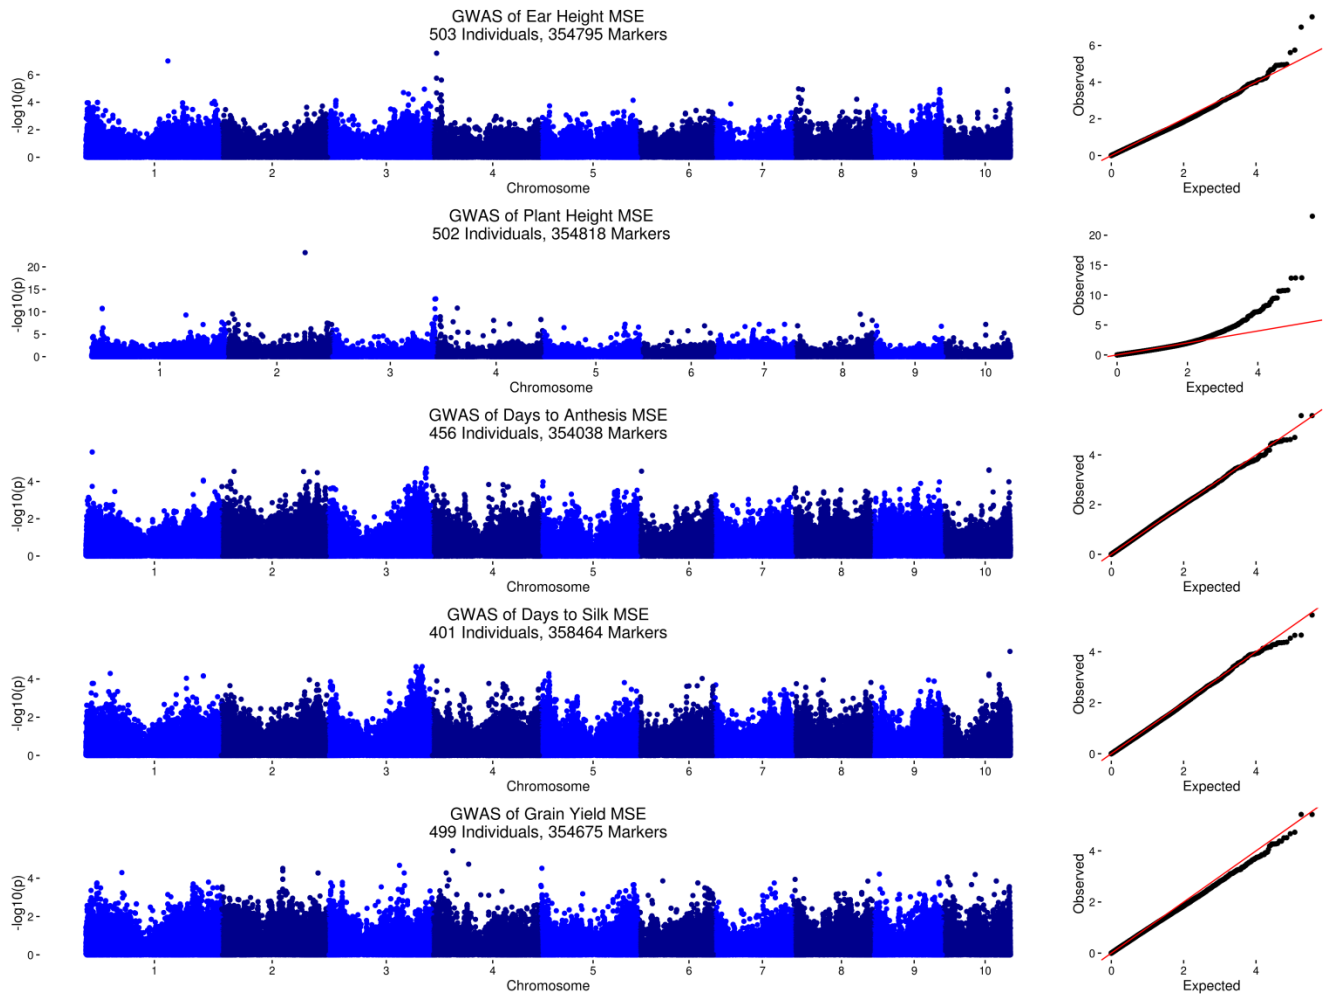 GWAS of Ear Height MSE
503 Individuals, 354795 Markers
-log10(p)
6
4
2
0
1 2 3 4 5 6 7 8 9 10
Chromosome
Observed
6
4
2
0
0 2 4
Expected
GWAS of Plant Height MSE
502 Individuals, 354818 Markers
-log10(p)
20
15
10
5
0
1 2 3 4 5 6 7 8 9 10
Chromosome
Observed
20
15
10
5
0
0 2 4
Expected
GWAS of Days to Anthesis MSE
456 Individuals, 354038 Markers
-log10(p)
4
2
0
1 2 3 4 5 6 7 8 9 10
Chromosome
Observed
4
2
0
0 2 4
Expected
GWAS of Days to Silk MSE
401 Individuals, 358464 Markers
-log10(p)
4
2
0
1 2 3 4 5 6 7 8 9 10
Chromosome
Observed
4
2
0
0 2 4
Expected
GWAS of Grain Yield MSE
499 Individuals, 354675 Markers
-log10(p)
4
2
0
1 2 3 4 5 6 7 8 9 10
Chromosome
Observed
4
2
0
0 2 4
Expected